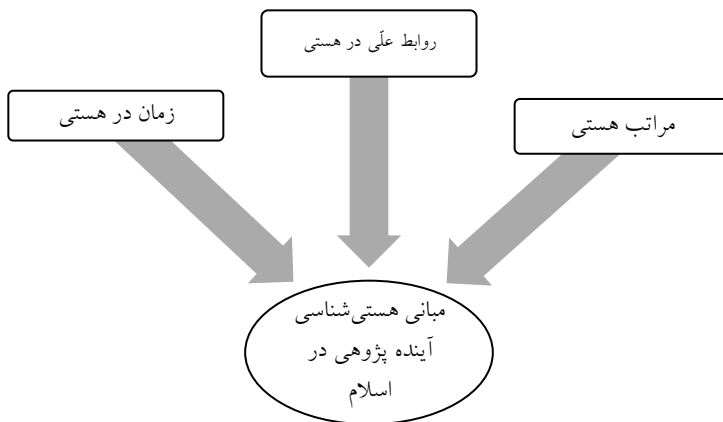 روابط علّی در هستی
زمان در هستی
مراتب هستی
مبانی هستی‌شناسی
آینده پژوهی در
اسلام